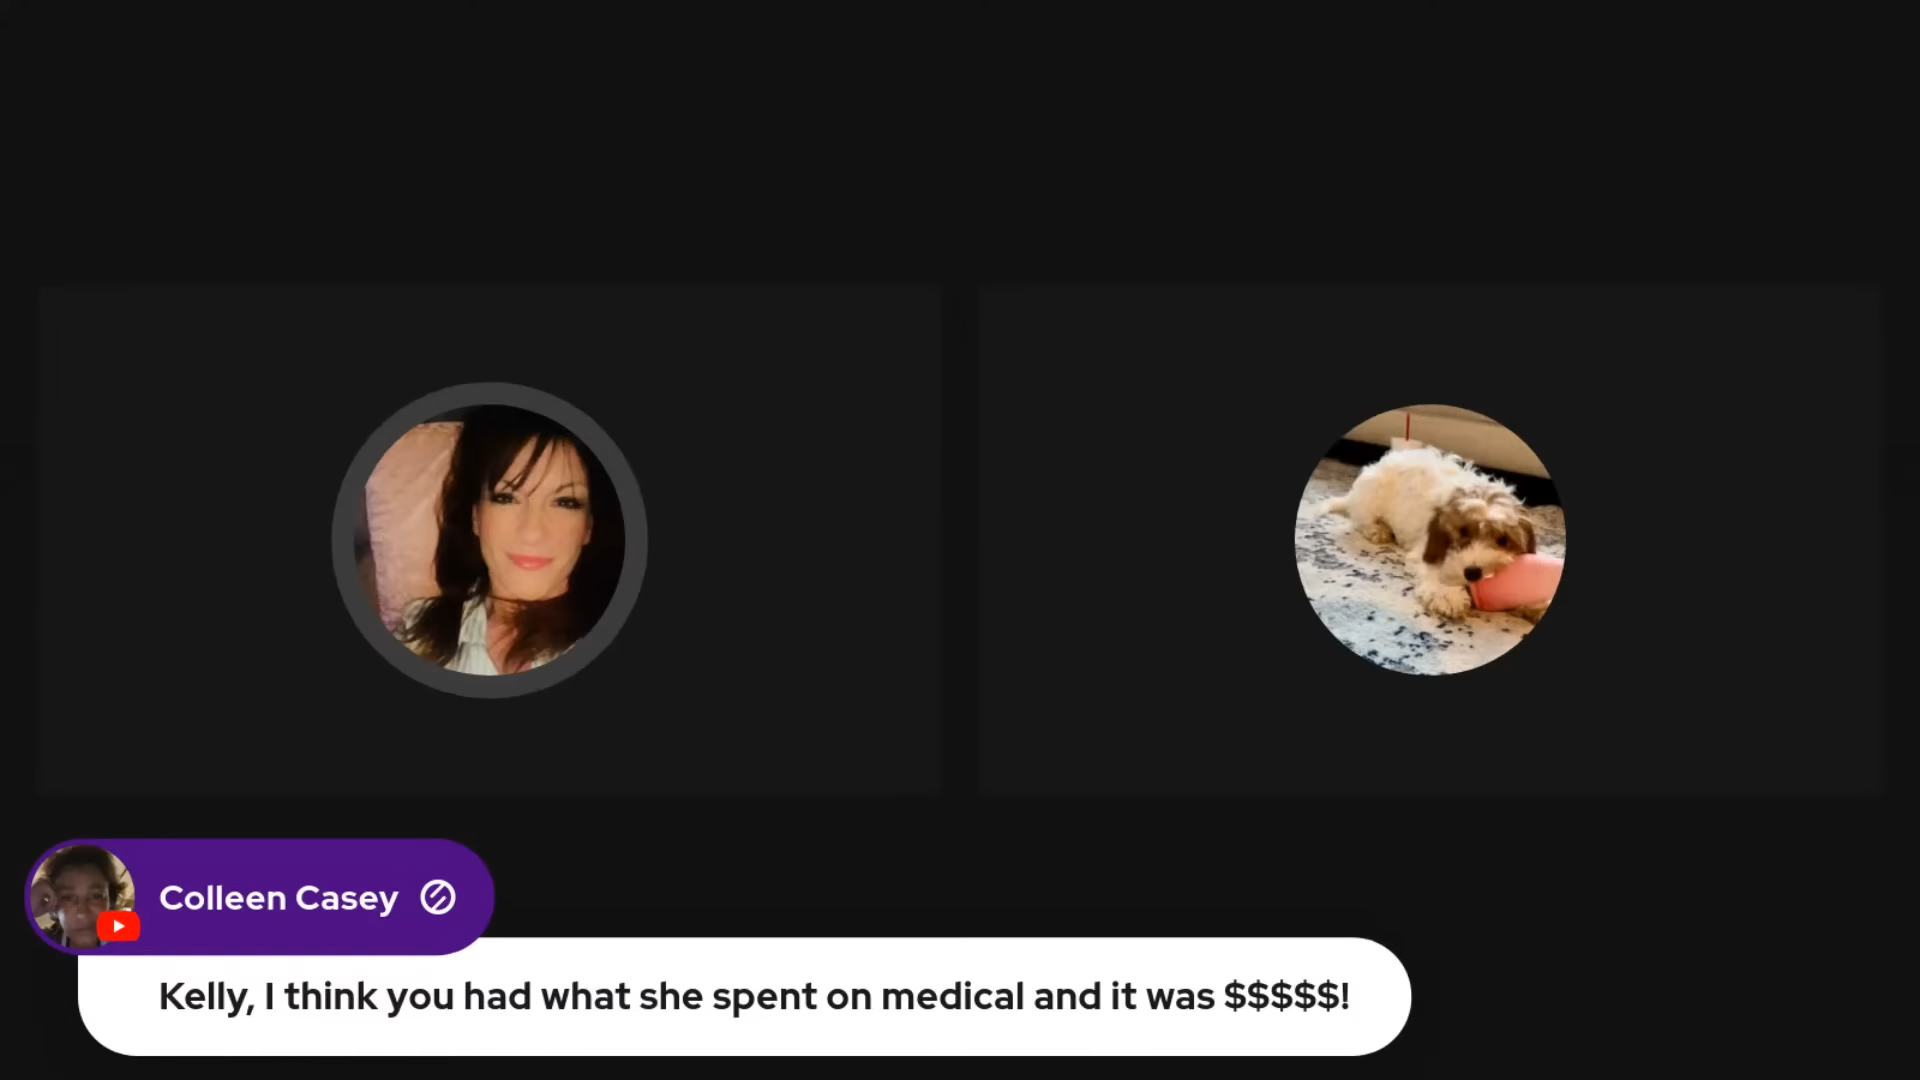 Colleen Casey
Kelly, I think you had what she spent on medical and it was $$$$$!